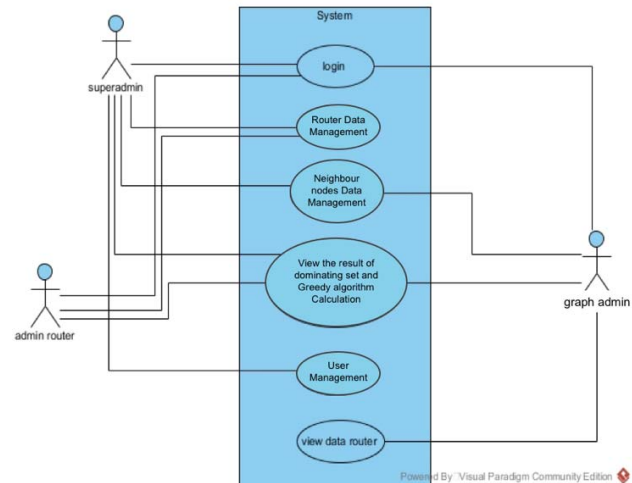 System
superadmin
login
Router Data
Management
Neighbour
nodes Data
Management
View the result of
dominating set and
Greedy algorithm
Calculation
admin router
graph admin
User
Management
view data router
Powered By Visual Paradigm Community Edition